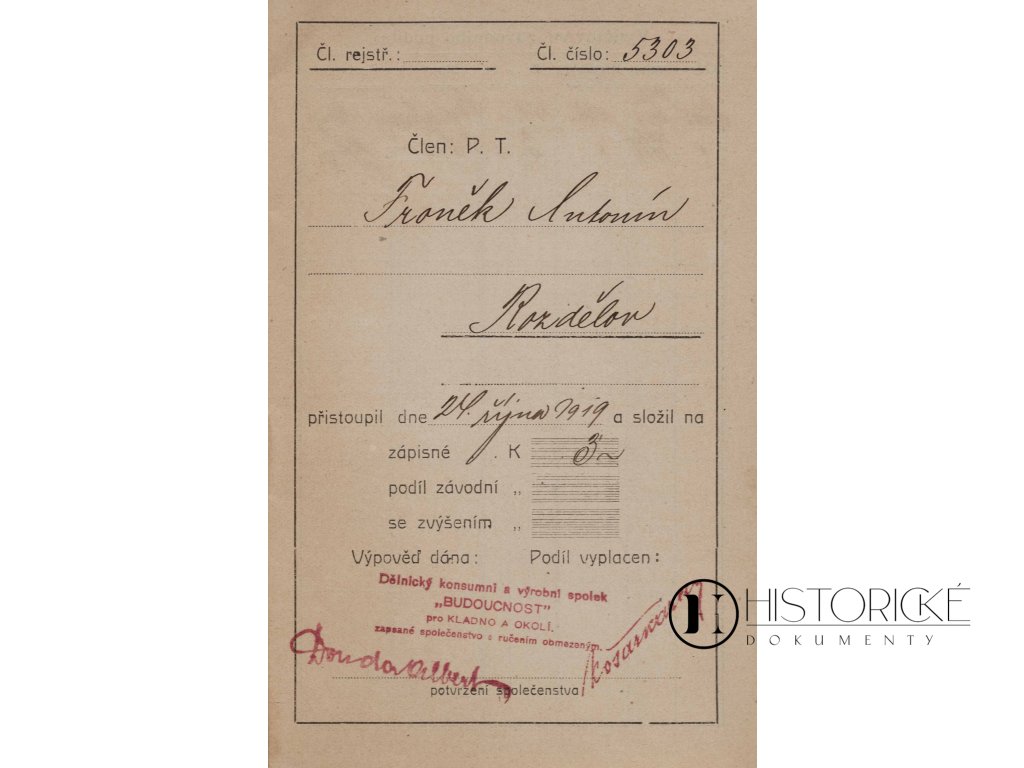 Čl. rejstř.:
Čl. číslo: 5303
Člen: P. T.
Froněk Antonín
Rozdělov
přistoupil dne 24. října 1919 a složil na
zápisné . K 3~
podíl závodní „
se zvýšením „
Výpověď dána: Podíl vyplacen:
Dělnický konsumní a výrobní spolek
„BUDOUCNOST"
pro KLADNO A OKOLÍ.
zapsané společenstvo s ručením obmezeným.
Douda Albert
potvrzení společenstva
HISTORICKÉ
DOKUMENTY